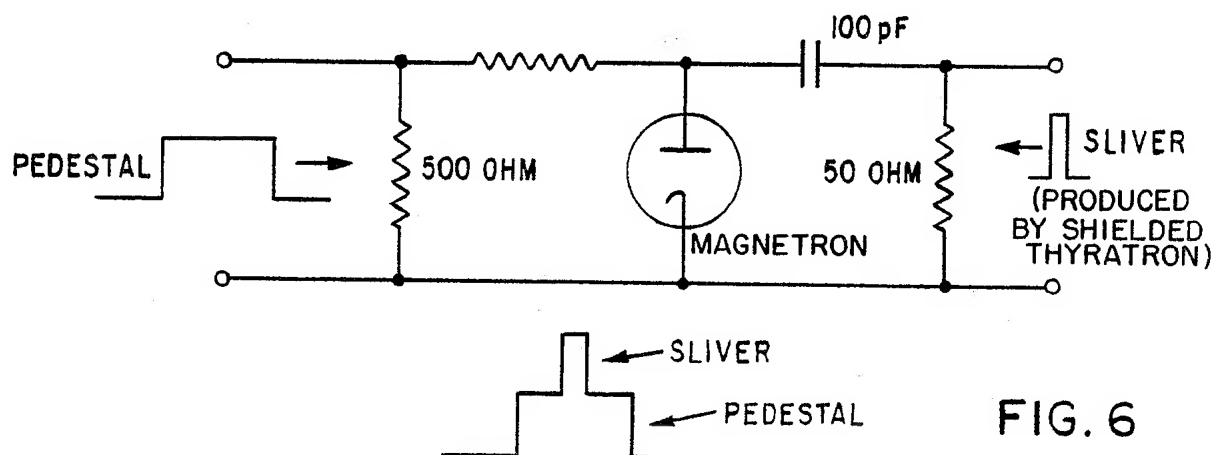 100 pF
PEDESTAL
500 OHM
50 OHM
SLIVER
(PRODUCED
BY SHIELDED
THYRATRON)
MAGNETRON
SLIVER
PEDESTAL
FIG. 6